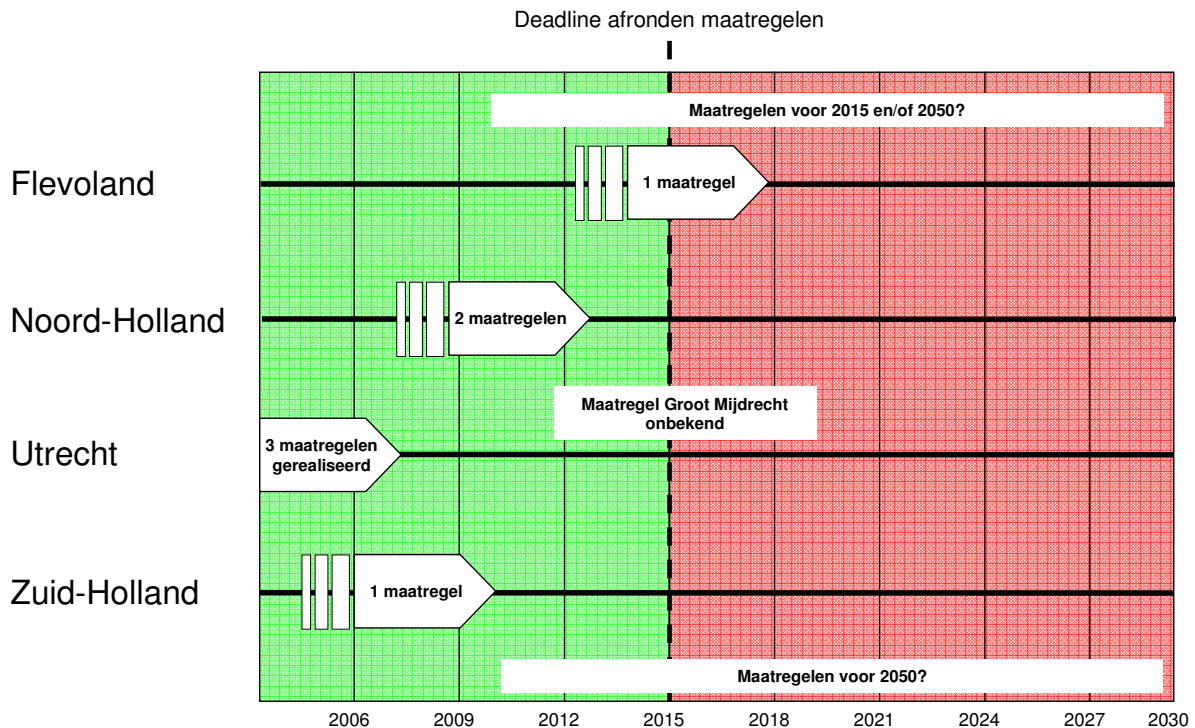 Deadline afronden maatregelen
Maatregelen voor 2015 en/of 2050?
Flevoland
1 maatregel
Noord-Holland
2 maatregelen
Maatregel Groot Mijdrecht
onbekend
Utrecht
3 maatregelen
gerealiseerd
Zuid-Holland
1 maatregel
Maatregelen voor 2050?
2006 2009 2012 2015 2018 2021 2024 2027 2030